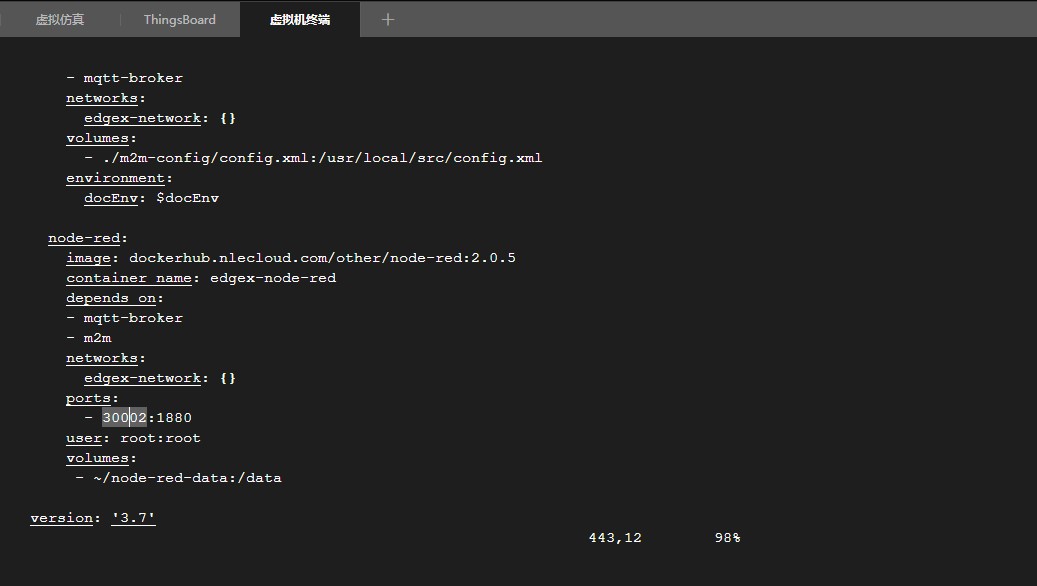 虚拟仿真 ThingsBoard 虚拟机终端 +
- mqtt-broker
networks:
edgex-network: {}
volumes:
- ./m2m-config/config.xml:/usr/local/src/config.xml
environment:
docEnv: $docEnv
node-red:
image: dockerhub.nlecloud.com/other/node-red:2.0.5
container_name: edgex-node-red
depends_on:
- mqtt-broker
- m2m
networks:
edgex-network: {}
ports:
- 30002:1880
user: root:root
volumes:
- ~/node-red-data:/data
version: '3.7'
443,12 98%